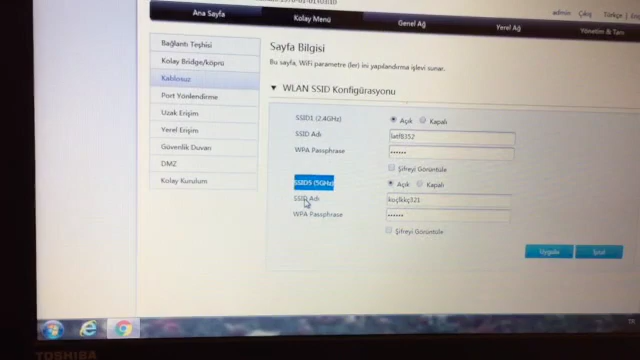 admin Çıkış Türkçe
Ana Sayfa Kolay Menü Genel Ağ Yerel Ağ Yönetim & Tanı
Bağlantı Teşhisi
Kolay Bridge/köprü
Kablosuz
Port Yönlendirme
Uzak Erişim
Yerel Erişim
Güvenlik Duvarı
DMZ
Kolay Kurulum
Sayfa Bilgisi
Bu sayfa, WiFi parametre (ler) ini yapılandırma işlevi sunar.
▼ WLAN SSID Konfigürasyonu
SSID1 (2.4GHz) Açık Kapalı
SSID Adı
WPA Passphrase ••••••
Şifreyi Görüntüle
SSID5 (5GHz) Açık Kapalı
SSID Adı
WPA Passphrase ••••••
Şifreyi Görüntüle
Uygula İptal
TR
TOSHIBA